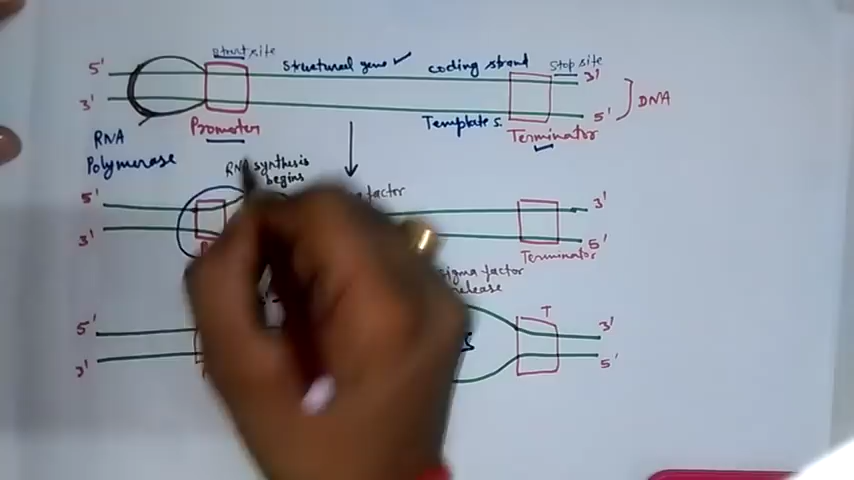 start site
5' structural gene ✓ coding strand stop site 3'
3' 5' DNA
RNA Promoter Template s. Terminator
Polymerase
RNA synthesis
begins
factor
5' 3'
3' 5'
Terminator
sigma factor
release
5' T 3'
3' 5'